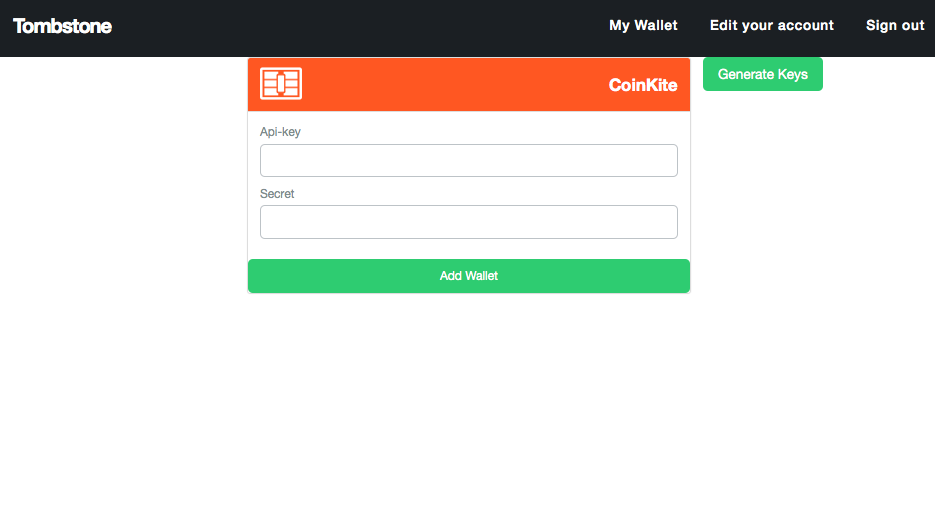 Tombstone
My Wallet
Edit your account
Sign out
CoinKite
Generate Keys
Api-key
Secret
Add Wallet